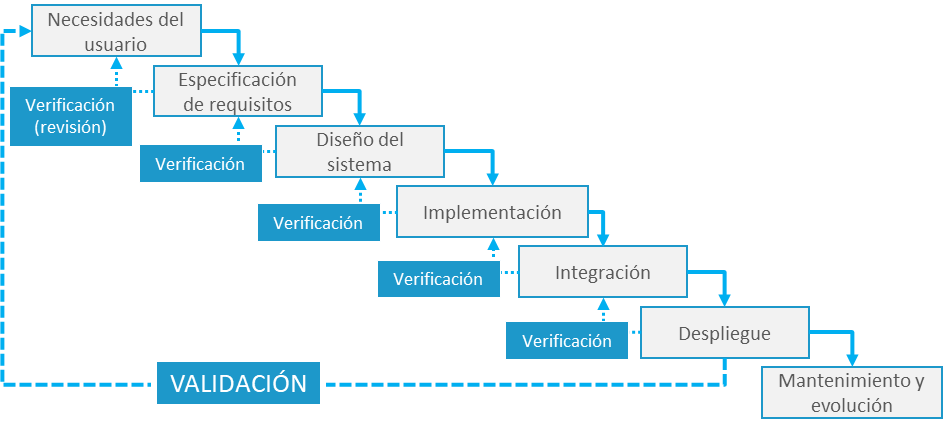 Necesidades del
usuario
Especificación
de requisitos
Verificación
(revisión)
Diseño del
sistema
Verificación
Implementación
Verificación
Integración
Verificación
Despliegue
Verificación
VALIDACIÓN
Mantenimiento y
evolución